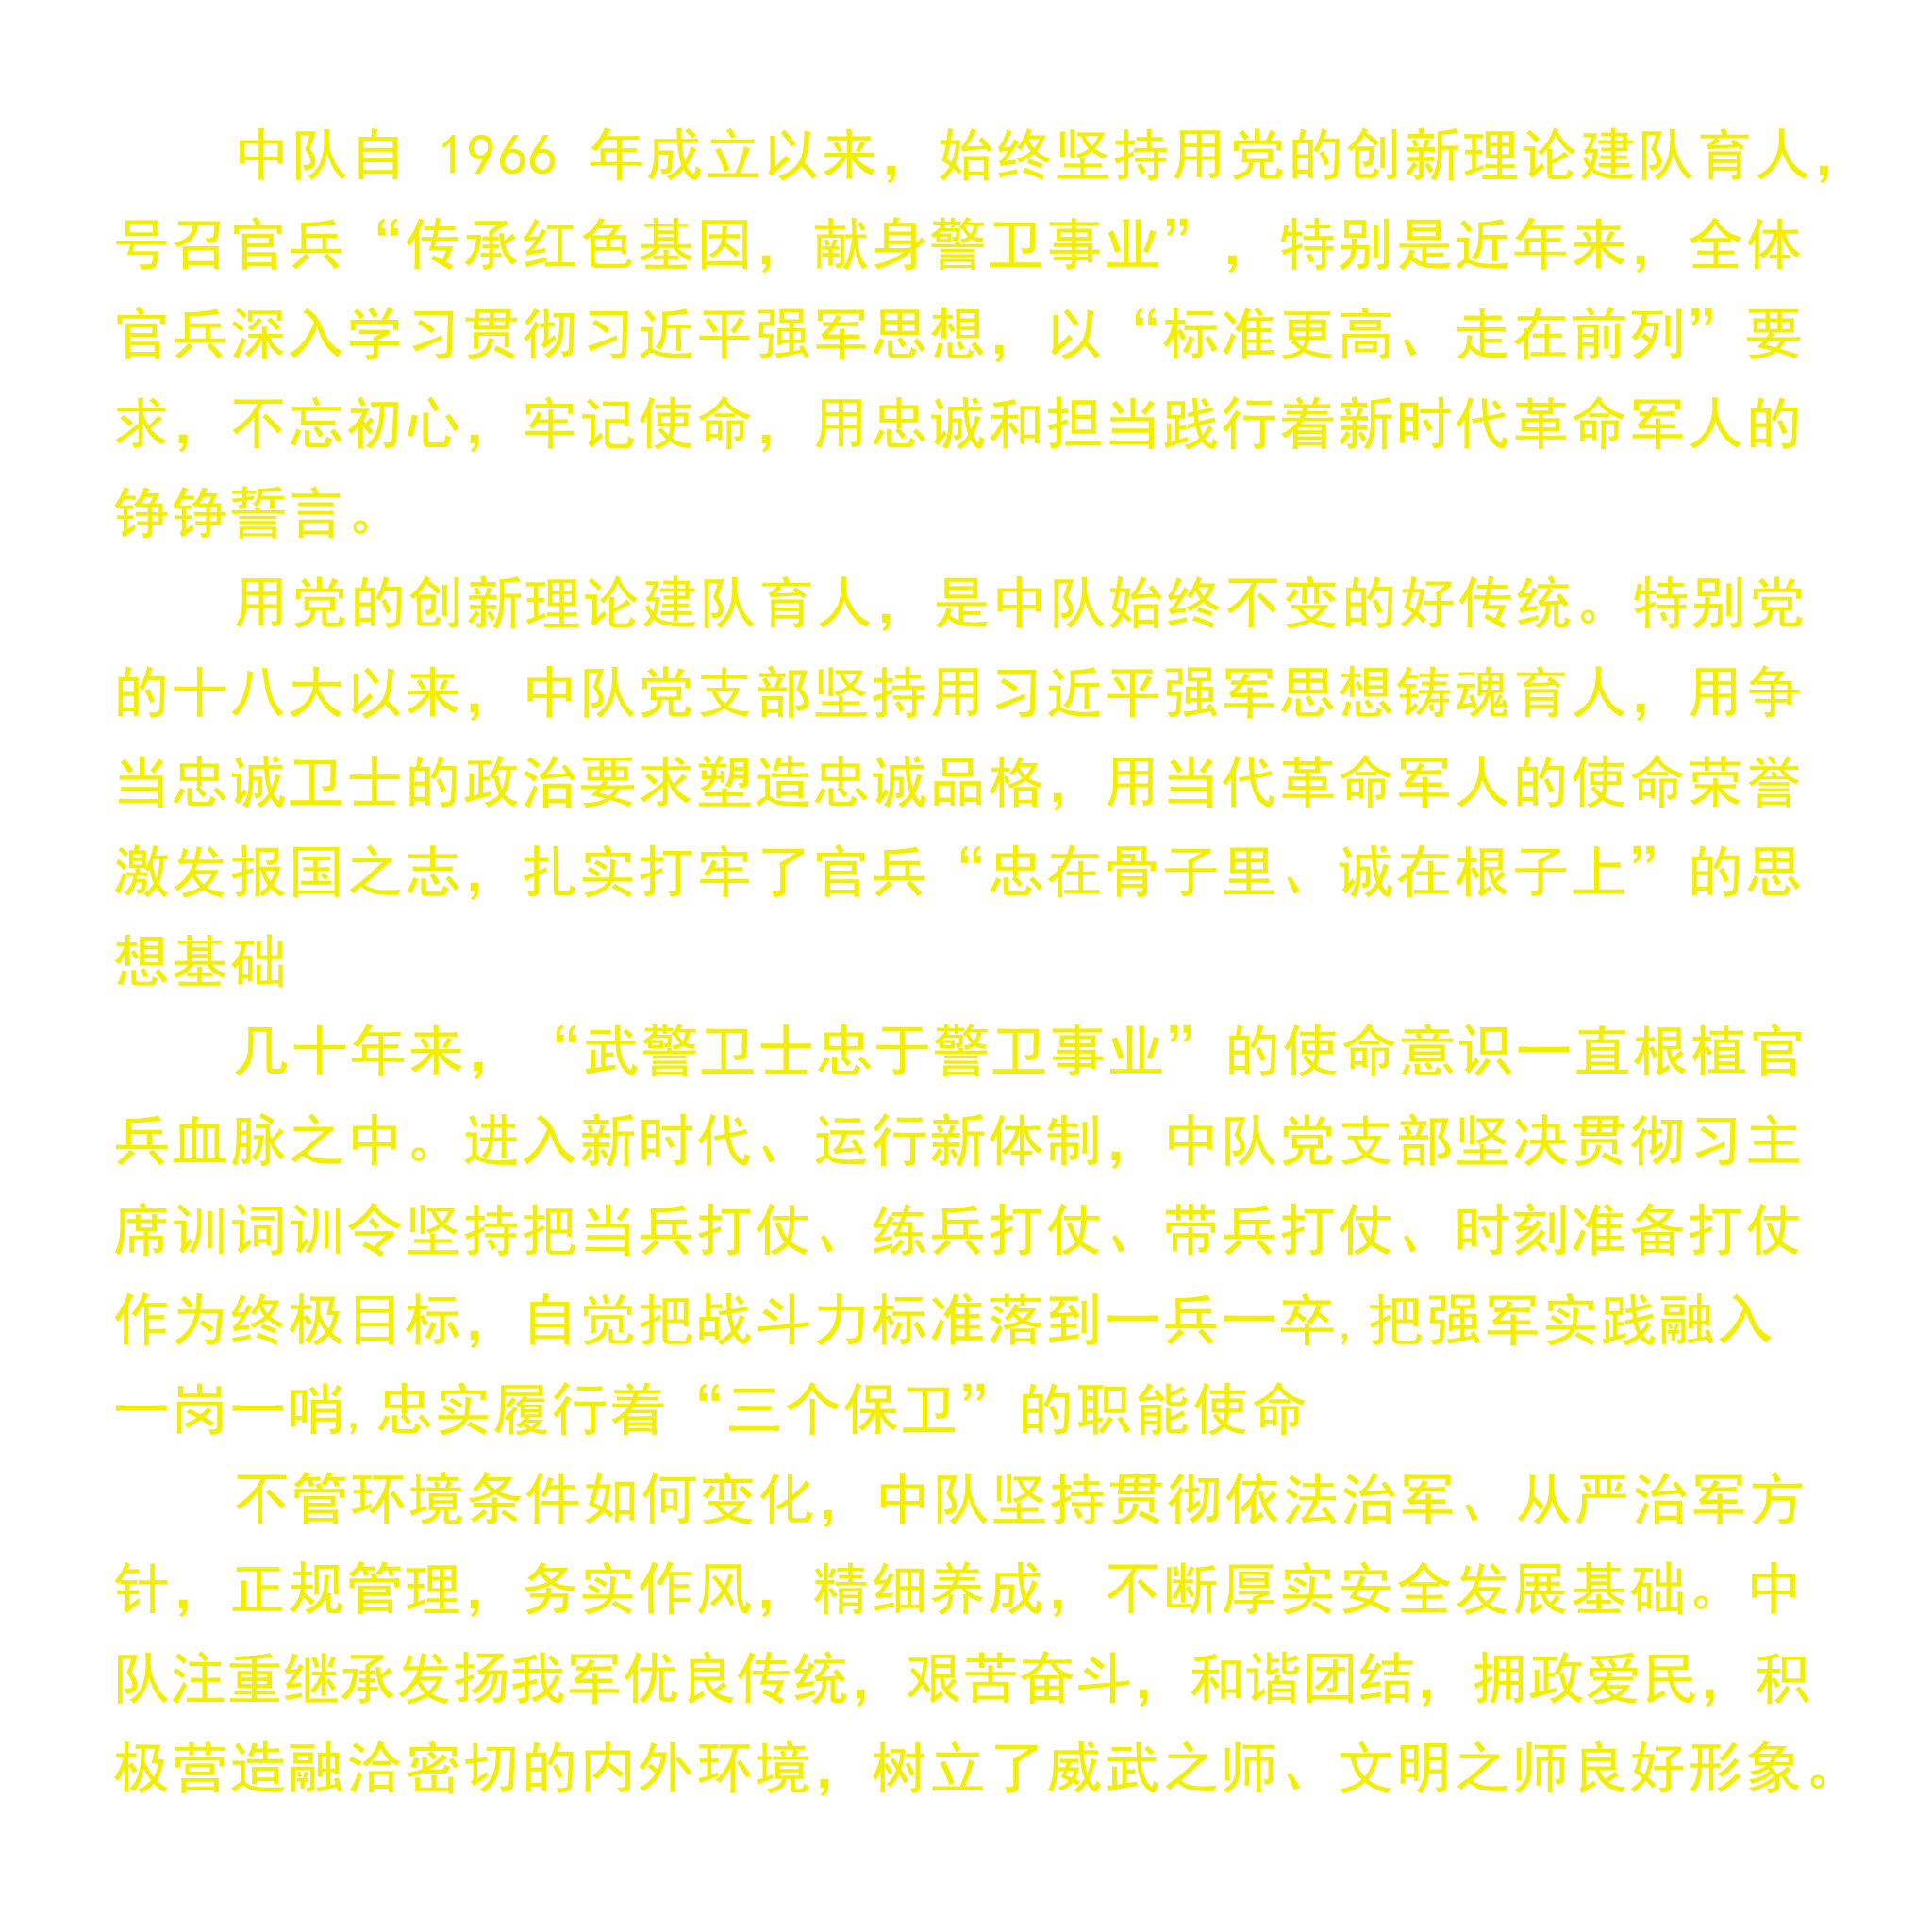 中队自 1966 年成立以来，始终坚持用党的创新理论建队育人，
号召官兵“传承红色基因，献身警卫事业”，特别是近年来，全体
官兵深入学习贯彻习近平强军思想，以“标准更高、走在前列”要
求，不忘初心，牢记使命，用忠诚和担当践行着新时代革命军人的
铮铮誓言。
用党的创新理论建队育人，是中队始终不变的好传统。特别党
的十八大以来，中队党支部坚持用习近平强军思想铸魂育人，用争
当忠诚卫士的政治要求塑造忠诚品格，用当代革命军人的使命荣誉
激发报国之志，扎实打牢了官兵“忠在骨子里、诚在根子上”的思
想基础
几十年来，“武警卫士忠于警卫事业”的使命意识一直根植官
兵血脉之中。进入新时代、运行新体制，中队党支部坚决贯彻习主
席训词训令坚持把当兵打仗、练兵打仗、带兵打仗、时刻准备打仗
作为终极目标，自觉把战斗力标准落到一兵一卒,把强军实践融入
一岗一哨,忠实履行着“三个保卫”的职能使命
不管环境条件如何变化，中队坚持贯彻依法治军、从严治军方
针，正规管理，务实作风，精细养成，不断厚实安全发展基础。中
队注重继承发扬我军优良传统，艰苦奋斗，和谐团结，拥政爱民，积
极营造融洽密切的内外环境，树立了威武之师、文明之师良好形象。